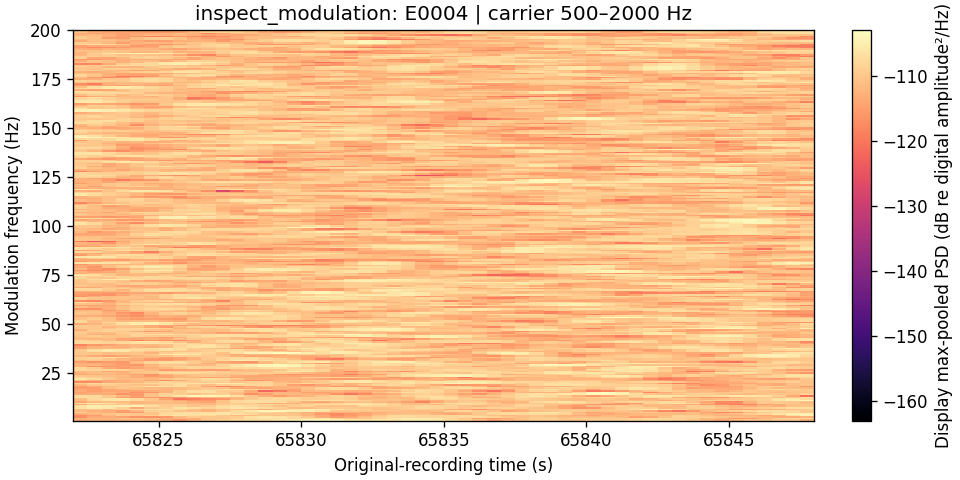 inspect_modulation: E0004 | carrier 500–2000 Hz
200
175
150
125
100
75
50
25
Modulation frequency (Hz)
65825 65830 65835 65840 65845
Original-recording time (s)
−110
−120
−130
−140
−150
−160
Display max-pooled PSD (dB re digital amplitude²/Hz)